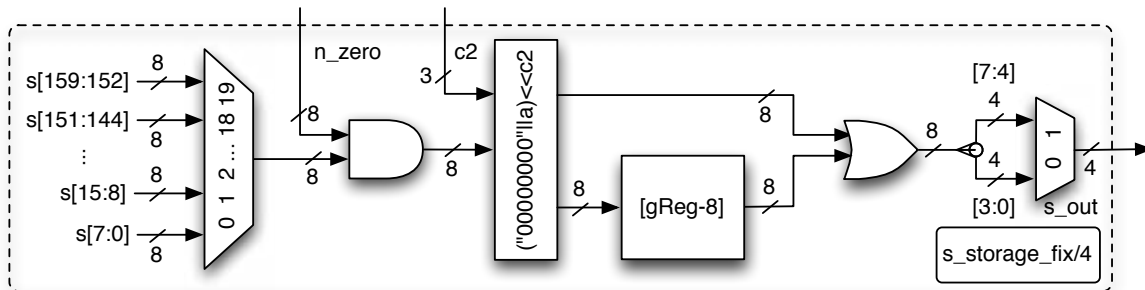 n_zero
c2
3
8
s[159:152]
8
s[151:144]
8
...
s[15:8]
8
s[7:0]
8
0 1 2 ... 18 19
8
8
8
("00000000"lla)<<c2
8
8
[gReg-8]
8
8
[7:4]
4
4
[3:0]
0 1
4
s_out
s_storage_fix/4